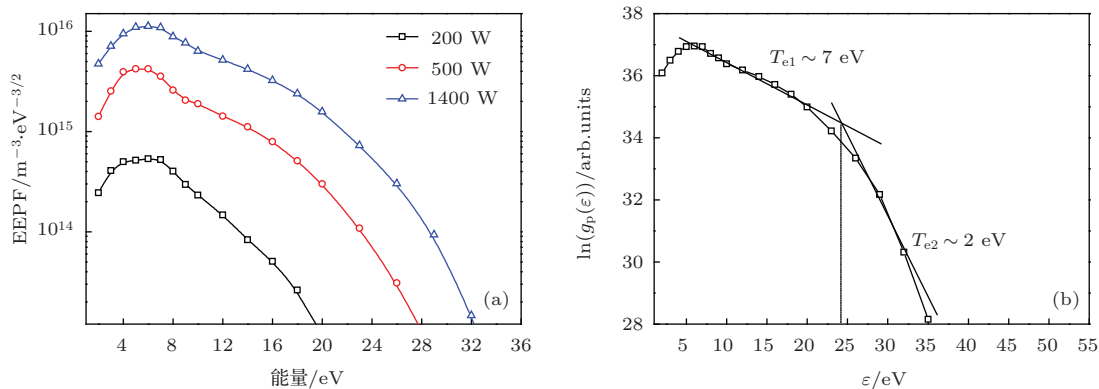 10^16
10^15
10^14
EEPF/m^−3·eV^−3/2
200 W
500 W
1400 W
(a)
4 8 12 16 20 24 28 32 36
能量/eV
38
36
34
32
30
28
ln(g_p(ε))/arb.units
T_e1 ∼ 7 eV
T_e2 ∼ 2 eV
(b)
5 10 15 20 25 30 35 40 45 50 55
ε/eV